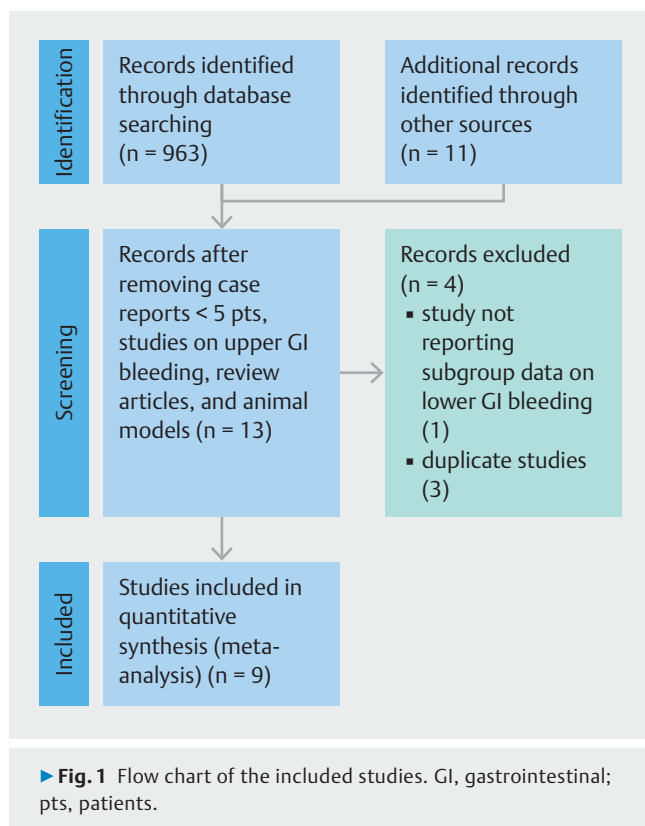 Identification
Records identified
through database
searching
(n = 963)
Additional records
identified through
other sources
(n = 11)
Screening
Records after
removing case
reports < 5 pts,
studies on upper GI
bleeding, review
articles, and animal
models (n = 13)
Records excluded
(n = 4)
▪ study not
reporting
subgroup data on
lower GI bleeding
(1)
▪ duplicate studies
(3)
Included
Studies included in
quantitative
synthesis (meta-
analysis) (n = 9)
▶ Fig. 1 Flow chart of the included studies. GI, gastrointestinal;
pts, patients.